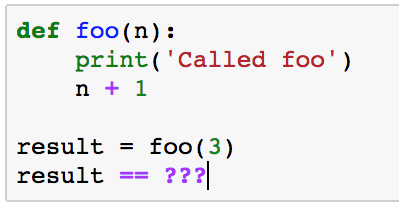 def foo(n):
    print('Called foo')
    n + 1

result = foo(3)
result == ???